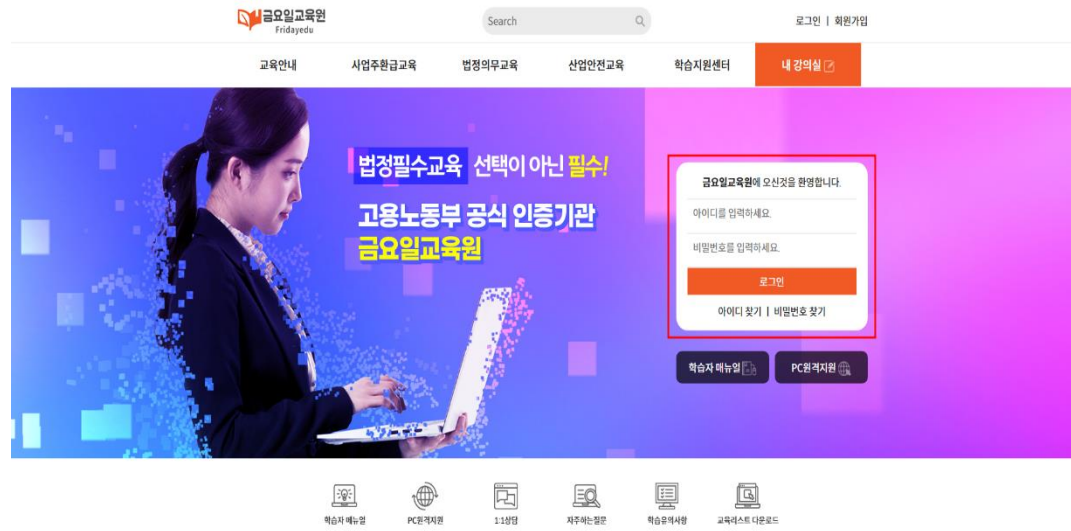 금요일교육원
Fridayedu
Search
로그인 | 회원가입
교육안내 사업주환급교육 법정의무교육 산업안전교육 학습지원센터 내 강의실
법정필수교육 선택이 아닌 필수!
고용노동부 공식 인증기관
금요일교육원
금요일교육원에 오신것을 환영합니다.
아이디를 입력하세요.
비밀번호를 입력하세요.
로그인
아이디 찾기 | 비밀번호 찾기
학습자 매뉴얼 PC원격지원
학습자 매뉴얼 PC원격지원 1:1상담 자주하는질문 학습유의사항 교육리스트 다운로드